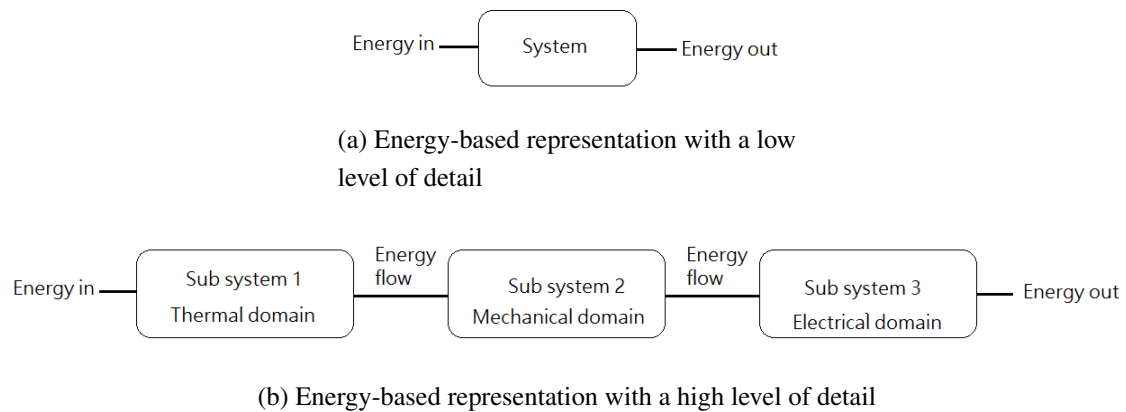 Energy in
System
Energy out
(a) Energy-based representation with a low
level of detail
Energy in
Sub system 1
Thermal domain
Energy
flow
Sub system 2
Mechanical domain
Energy
flow
Sub system 3
Electrical domain
Energy out
(b) Energy-based representation with a high level of detail